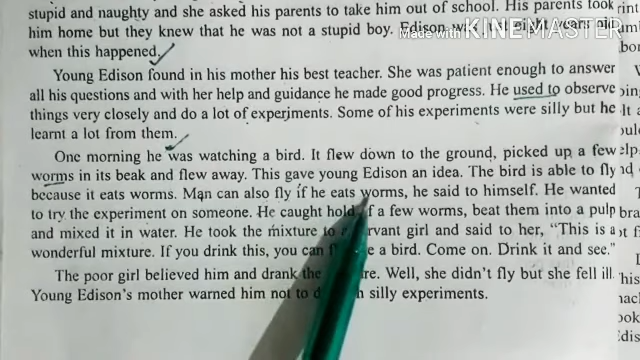 stupid and naughty and she asked his parents to take him out of school. His parents took
him home but they knew that he was not a stupid boy. Edison
Made with KINEMASTER
when this happened.
Young Edison found in his mother his best teacher. She was patient enough to answer
all his questions and with her help and guidance he made good progress. He used to observe
things very closely and do a lot of experiments. Some of his experiments were silly but he
learnt a lot from them.
One morning he was watching a bird. It flew down to the ground, picked up a few
worms in its beak and flew away. This gave young Edison an idea. The bird is able to fly
because it eats worms. Man can also fly if he eats worms, he said to himself. He wanted
to try the experiment on someone. He caught hold of a few worms, beat them into a pulp
and mixed it in water. He took the mixture to a servant girl and said to her, “This is a
wonderful mixture. If you drink this, you can a bird. Come on. Drink it and see.”
The poor girl believed him and drank the Well, she didn't fly but she fell ill.
Young Edison's mother warned him not to silly experiments.